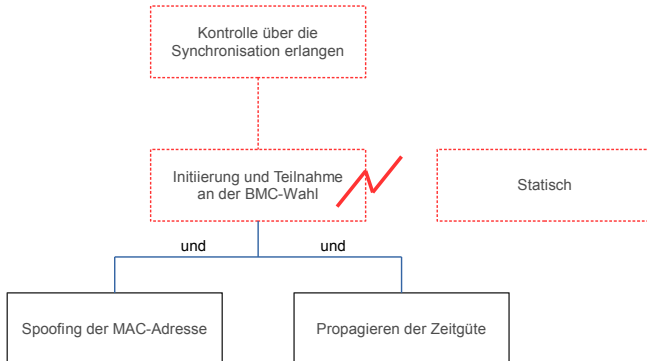 Kontrolle über die
Synchronisation erlangen
Initiierung und Teilnahme
an der BMC-Wahl
Statisch
und
und
Spoofing der MAC-Adresse
Propagieren der Zeitgüte